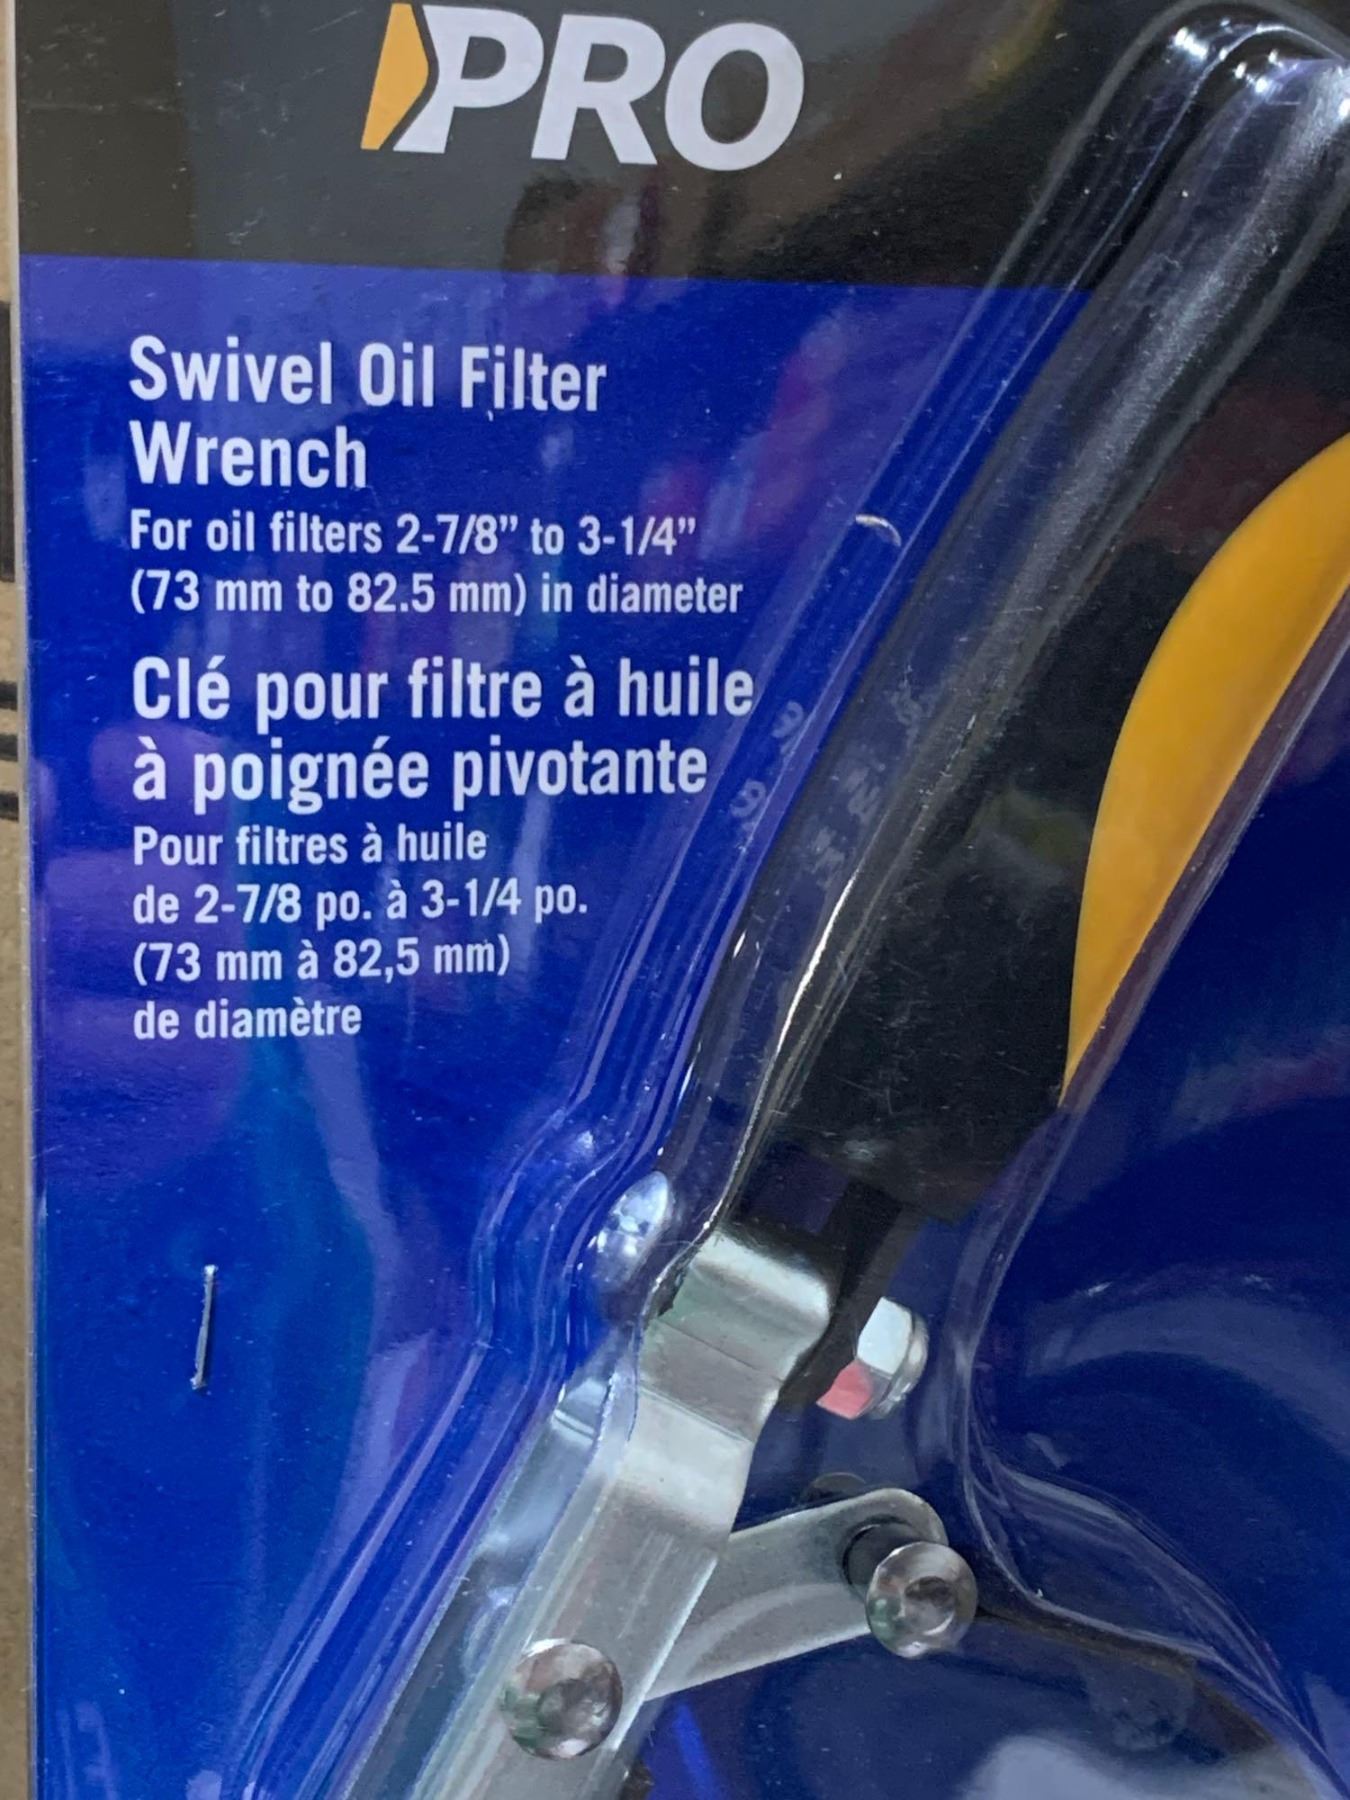 PRO
Swivel Oil Filter
Wrench
For oil filters 2-7/8” to 3-1/4”
(73 mm to 82.5 mm) in diameter
Clé pour filtre à huile
à poignée pivotante
Pour filtres à huile
de 2-7/8 po. à 3-1/4 po.
(73 mm à 82,5 mm)
de diamètre